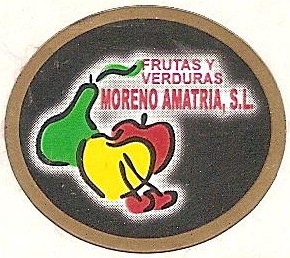 FRUTAS Y
VERDURAS
MORENO AMATRIA, S.L.